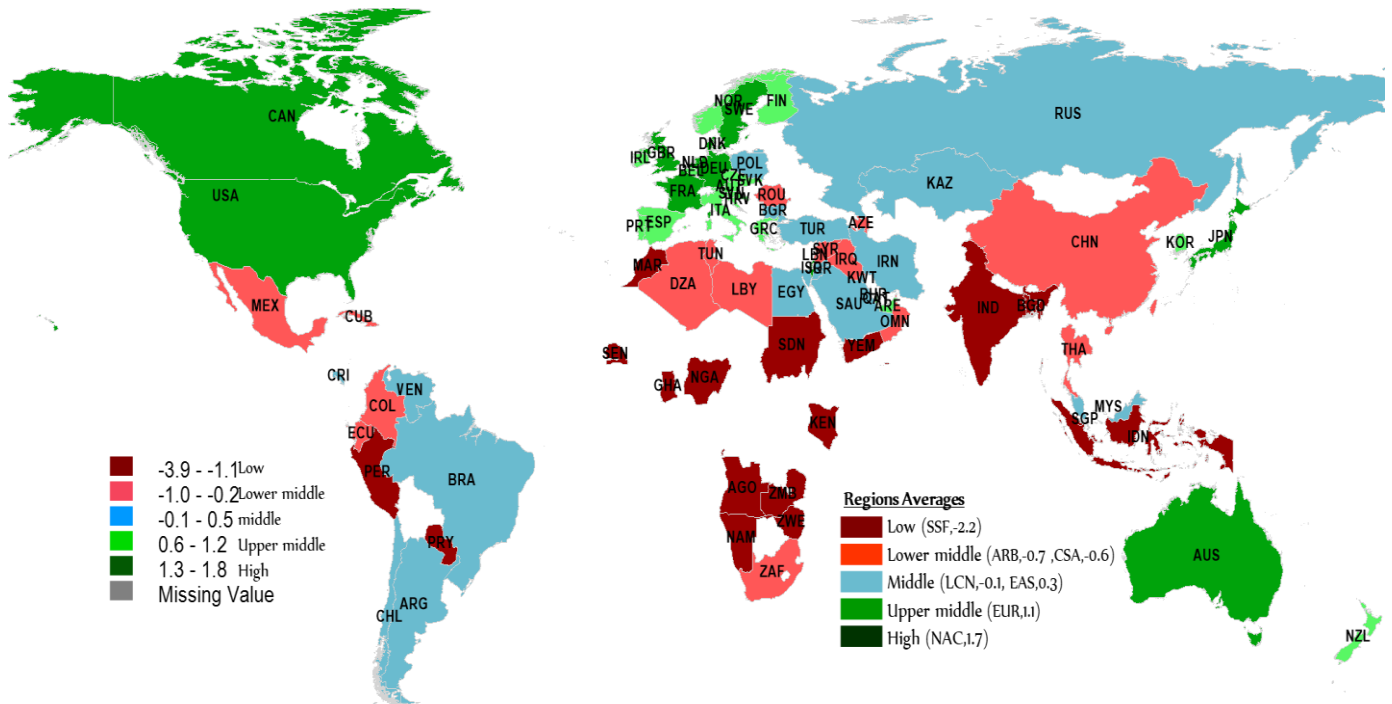 CAN
USA
MEX
CUB
CRI
VEN
COL
ECU
PER
BRA
PRY
ARG
CHL
NOR
SWE
FIN
DNK
IRL
GBR
NLD
BEL
DEU
POL
CZE
SVK
AUT
SVN
HRV
FRA
ITA
ROU
BGR
PRT
ESP
GRC
RUS
KAZ
TUR
AZE
SYR
LBN
IRQ
IRN
ISR
KWT
BHR
QAT
ARE
SAU
OMN
YEM
MAR
TUN
DZA
LBY
EGY
SDN
SEN
GHA
NGA
KEN
AGO
ZMB
ZWE
NAM
ZAF
CHN
KOR
JPN
IND
BGD
THA
MYS
SGP
IDN
AUS
NZL
-3.9 - -1.1 Low
-1.0 - -0.2 Lower middle
-0.1 - 0.5 middle
0.6 - 1.2 Upper middle
1.3 - 1.8 High
Missing Value
Regions Averages
Low (SSF,-2.2)
Lower middle (ARB,-0.7 ,CSA,-0.6)
Middle (LCN,-0.1, EAS,0.3)
Upper middle (EUR,1.1)
High (NAC,1.7)